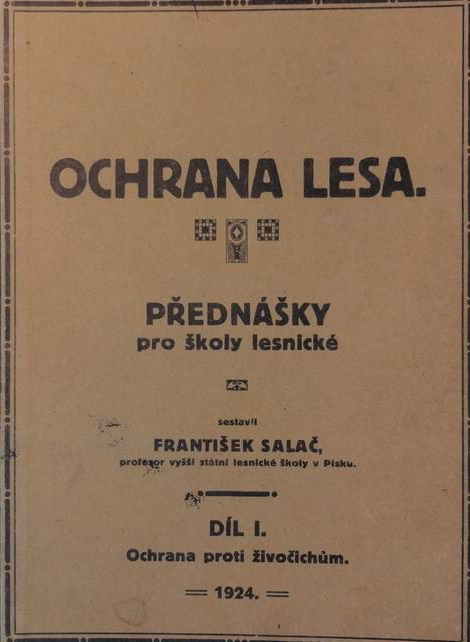 OCHRANA LESA.
PŘEDNÁŠKY
pro školy lesnické
sestavil
FRANTIŠEK SALAČ,
profesor vyšší státní lesnické školy v Písku.
DÍL I.
Ochrana proti živočichům.
1924.